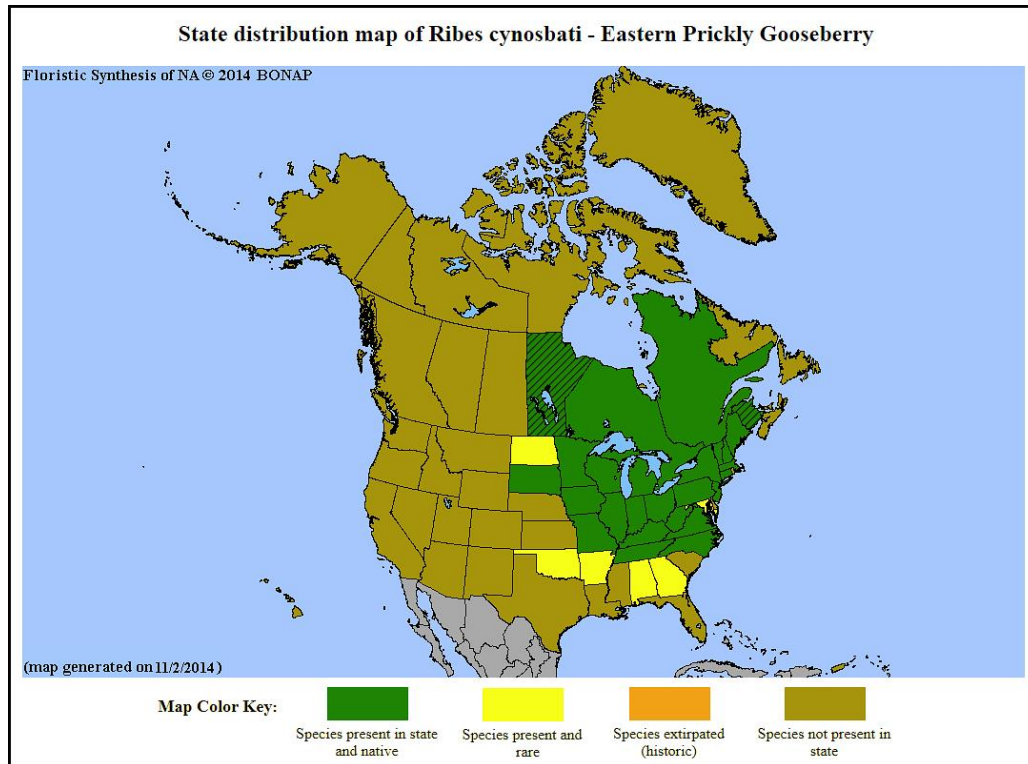 State distribution map of Ribes cynosbati - Eastern Prickly Gooseberry
Floristic Synthesis of NA © 2014 BONAP
(map generated on 11/2/2014)
Map Color Key:
Species present in state
and native
Species present and
rare
Species extirpated
(historic)
Species not present in
state